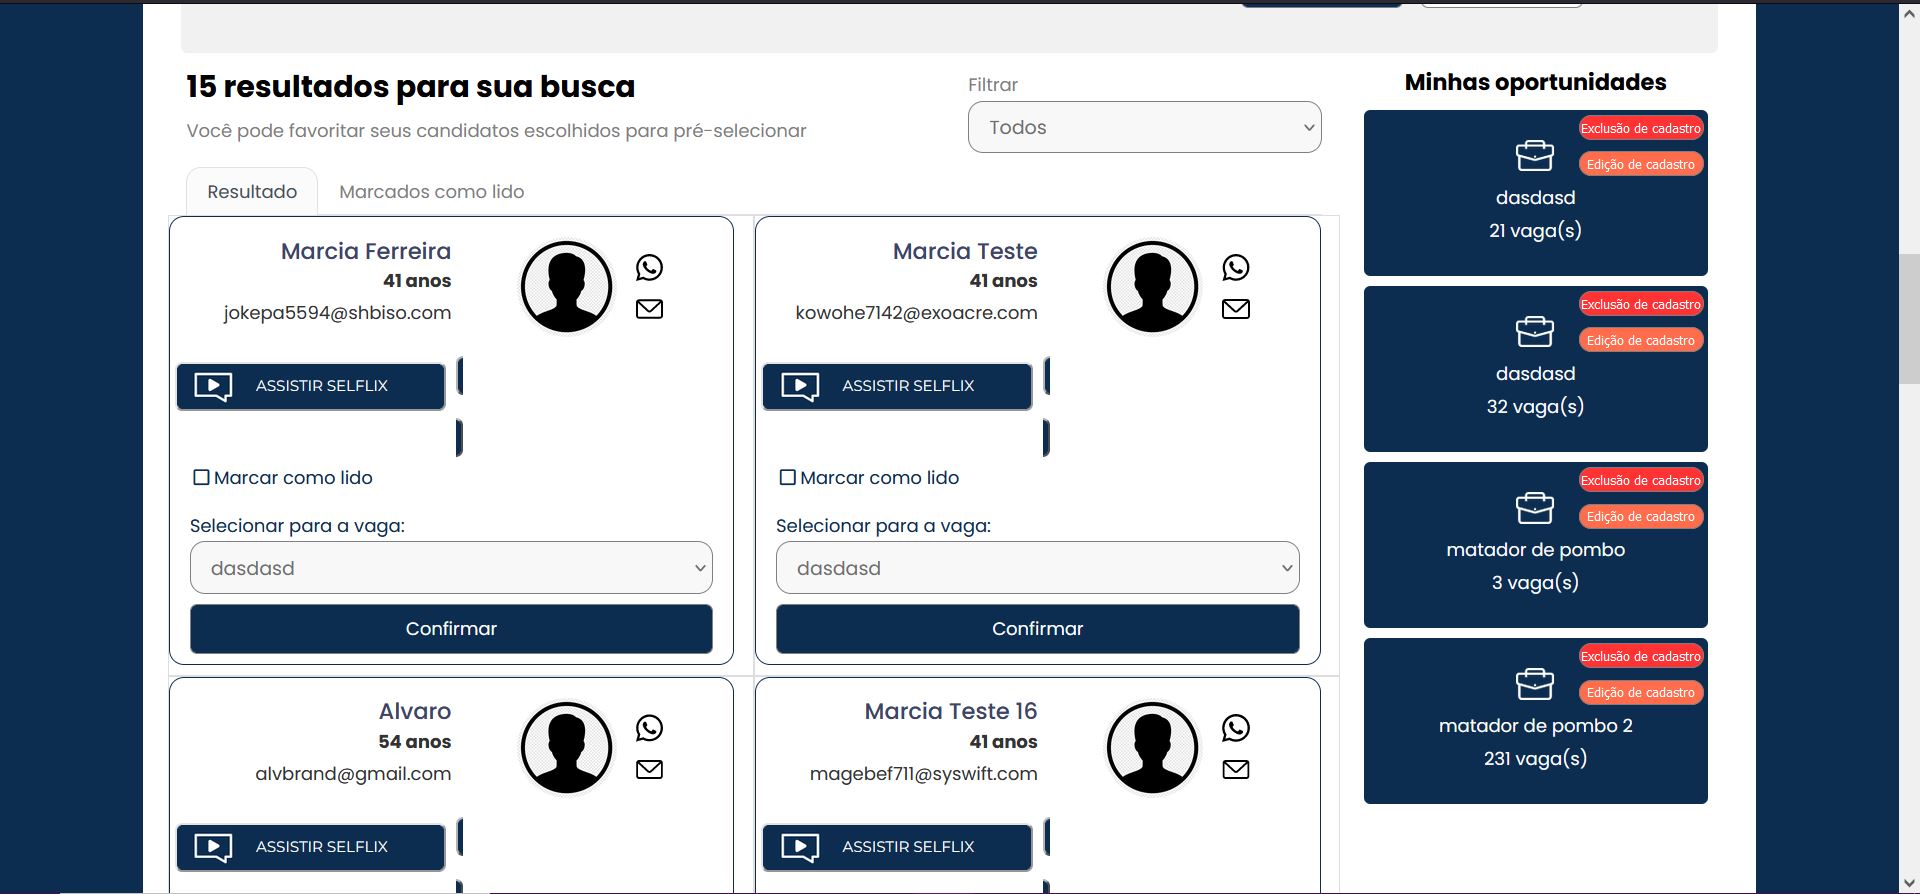 15 resultados para sua busca
Você pode favoritar seus candidatos escolhidos para pré-selecionar
Filtrar
Todos
Resultado
Marcados como lido
Marcia Ferreira
41 anos
jokepa5594@shbiso.com
ASSISTIR SELFLIX
Marcar como lido
Selecionar para a vaga:
dasdasd
Confirmar
Marcia Teste
41 anos
kowohe7142@exoacre.com
ASSISTIR SELFLIX
Marcar como lido
Selecionar para a vaga:
dasdasd
Confirmar
Alvaro
54 anos
alvbrand@gmail.com
ASSISTIR SELFLIX
Marcia Teste 16
41 anos
magebef711@syswift.com
ASSISTIR SELFLIX
Minhas oportunidades
Exclusão de cadastro
Edição de cadastro
dasdasd
21 vaga(s)
Exclusão de cadastro
Edição de cadastro
dasdasd
32 vaga(s)
Exclusão de cadastro
Edição de cadastro
matador de pombo
3 vaga(s)
Exclusão de cadastro
Edição de cadastro
matador de pombo 2
231 vaga(s)